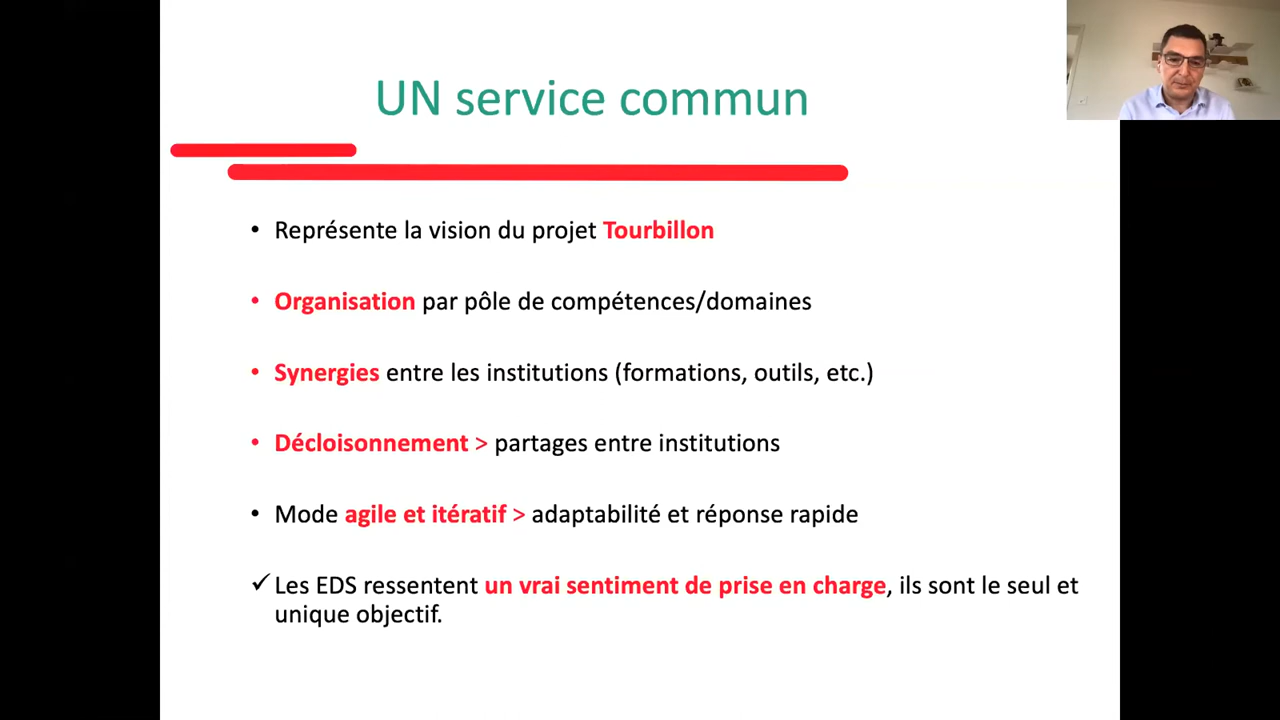 UN service commun
• Représente la vision du projet Tourbillon
• Organisation par pôle de compétences/domaines
• Synergies entre les institutions (formations, outils, etc.)
• Décloisonnement > partages entre institutions
• Mode agile et itératif > adaptabilité et réponse rapide
✓ Les EDS ressentent un vrai sentiment de prise en charge, ils sont le seul et
unique objectif.